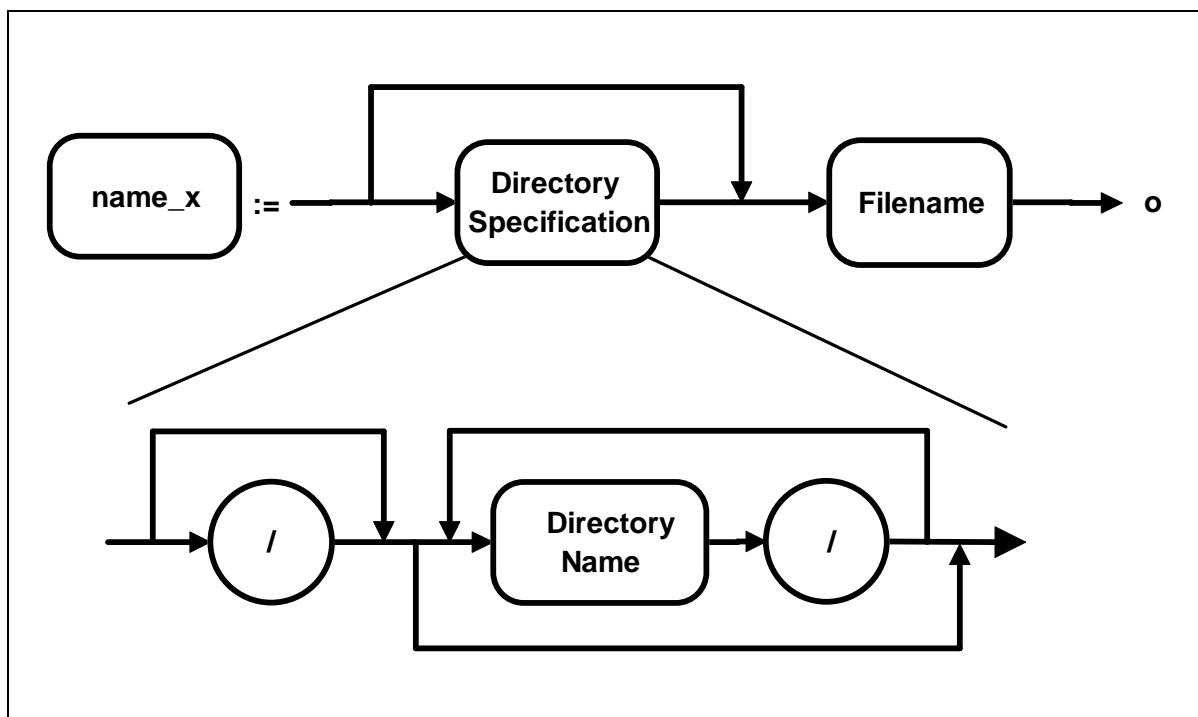 name_x
:=
Directory
Specification
Filename
o
/
Directory
Name
/